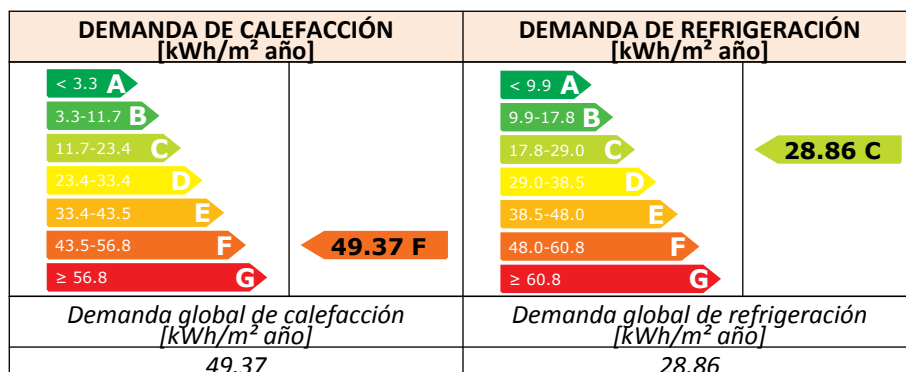 DEMANDA DE CALEFACCIÓN
[kWh/m² año]
DEMANDA DE REFRIGERACIÓN
[kWh/m² año]
< 3.3 A
3.3-11.7 B
11.7-23.4 C
23.4-33.4 D
33.4-43.5 E
43.5-56.8 F
≥ 56.8 G
49.37 F
< 9.9 A
9.9-17.8 B
17.8-29.0 C
29.0-38.5 D
38.5-48.0 E
48.0-60.8 F
≥ 60.8 G
28.86 C
Demanda global de calefacción
[kWh/m² año]
Demanda global de refrigeración
[kWh/m² año]
49.37
28.86